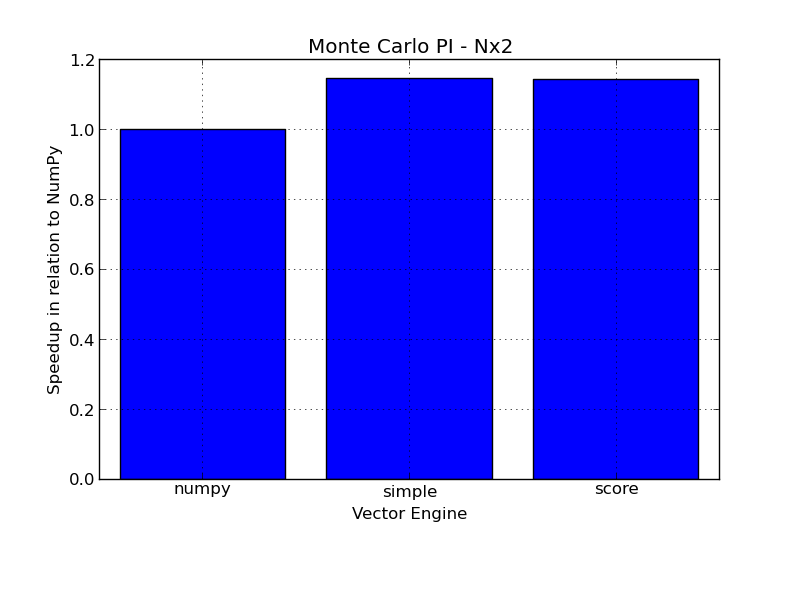 Monte Carlo PI - Nx2
1.2
1.0
0.8
0.6
0.4
0.2
0.0
Speedup in relation to NumPy
numpy
simple
score
Vector Engine